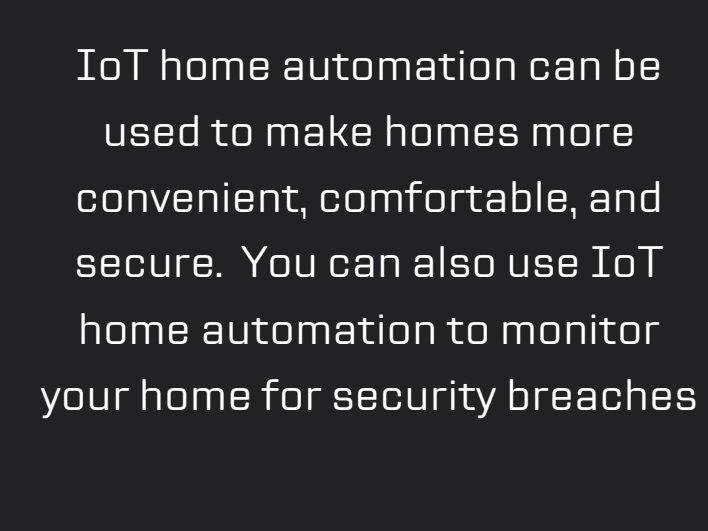 IoT home automation can be
used to make homes more
convenient, comfortable, and
secure.  You can also use IoT
home automation to monitor
your home for security breaches